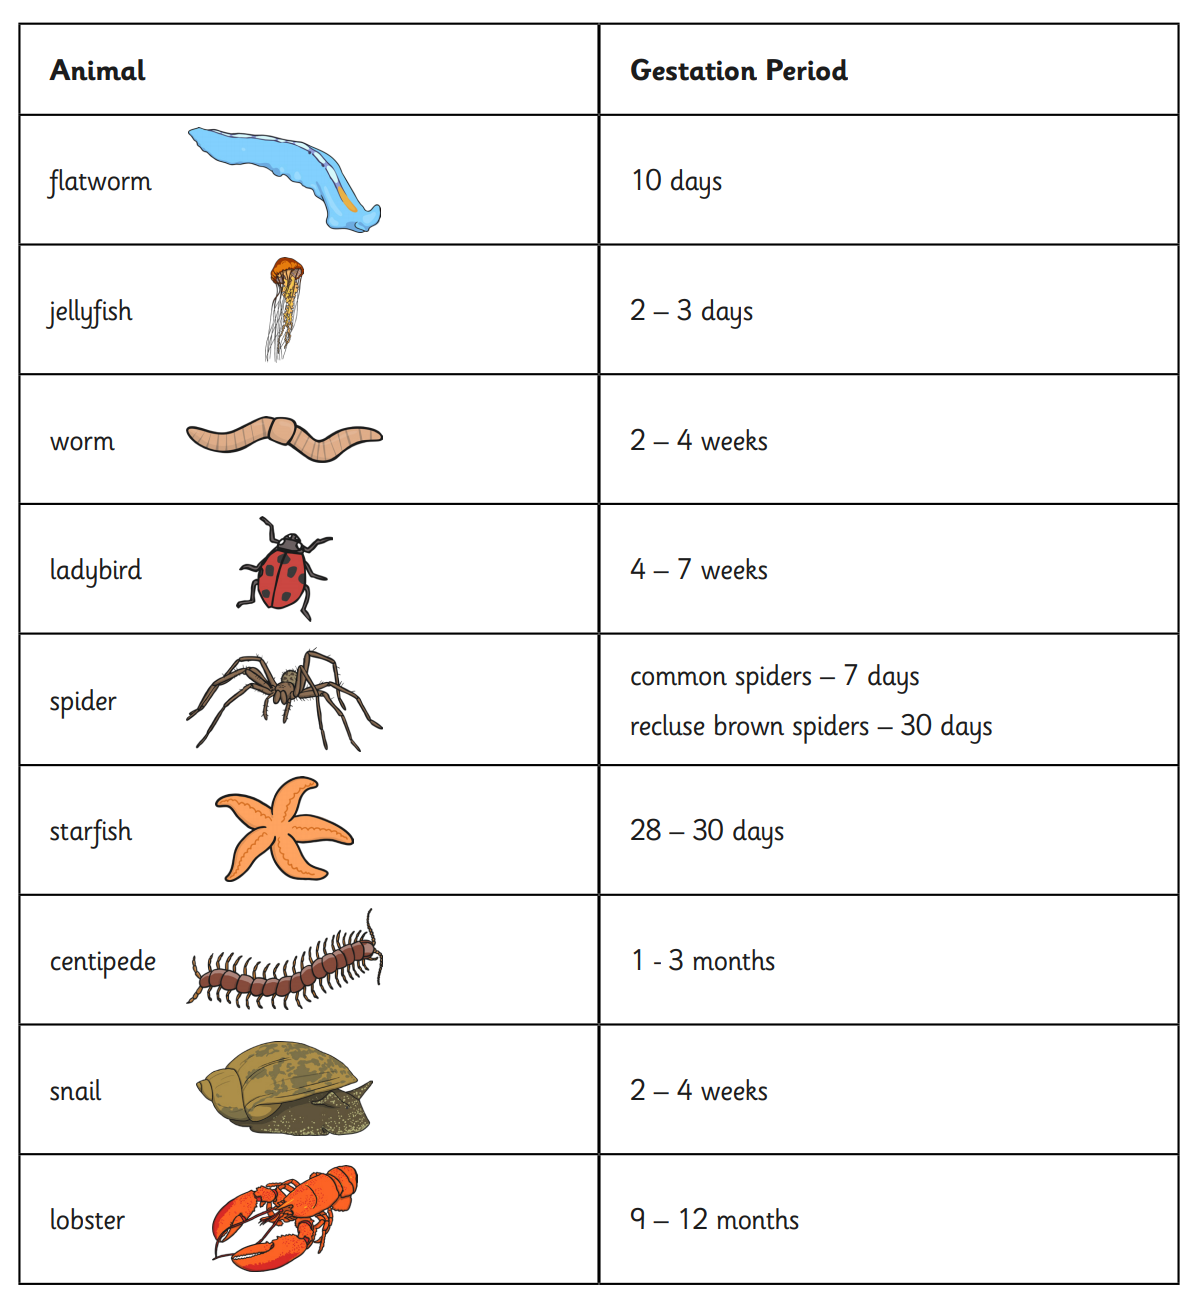 Animal
Gestation Period
flatworm
10 days
jellyfish
2 – 3 days
worm
2 – 4 weeks
ladybird
4 – 7 weeks
spider
common spiders – 7 days
recluse brown spiders – 30 days
starfish
28 – 30 days
centipede
1 - 3 months
snail
2 – 4 weeks
lobster
9 – 12 months